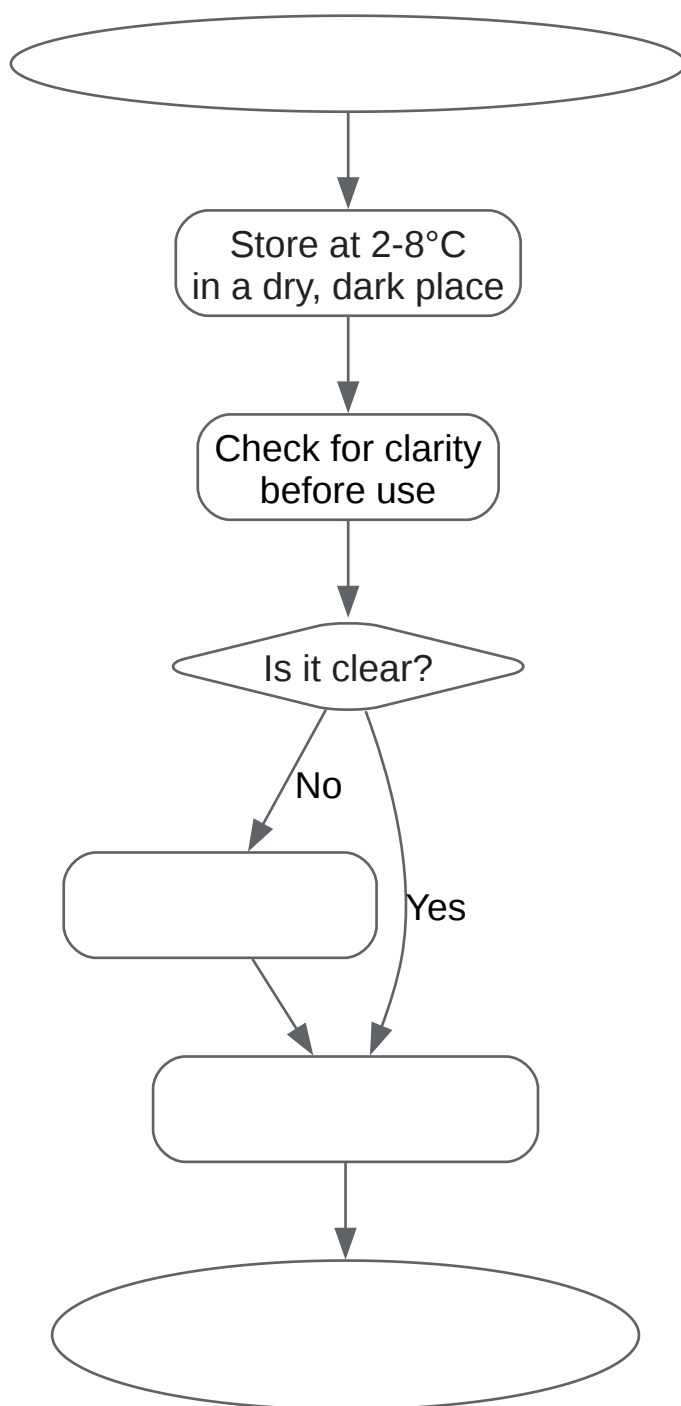 Store at 2-8°C
in a dry, dark place
Check for clarity
before use
Is it clear?
No
Yes